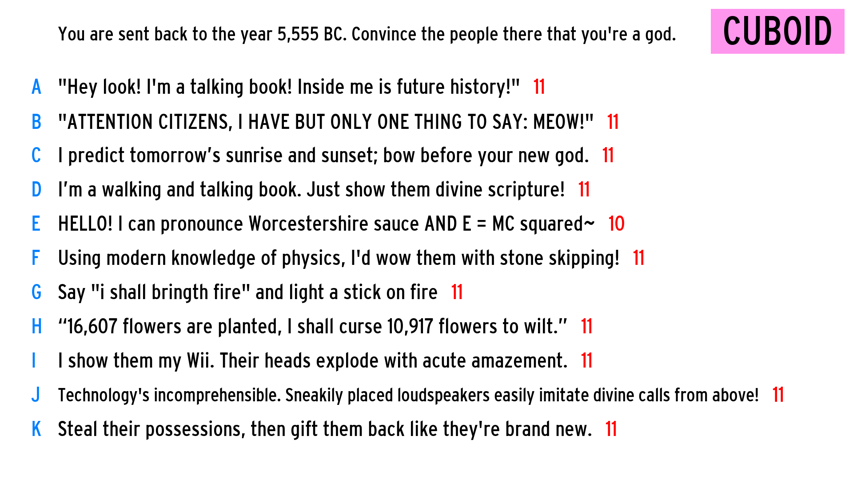 You are sent back to the year 5,555 BC. Convince the people there that you're a god.
CUBOID
A "Hey look! I'm a talking book! Inside me is future history!" 11
B "ATTENTION CITIZENS, I HAVE BUT ONLY ONE THING TO SAY: MEOW!" 11
C I predict tomorrow’s sunrise and sunset; bow before your new god. 11
D I’m a walking and talking book. Just show them divine scripture! 11
E HELLO! I can pronounce Worcestershire sauce AND E = MC squared~ 10
F Using modern knowledge of physics, I'd wow them with stone skipping! 11
G Say "i shall bringth fire" and light a stick on fire 11
H “16,607 flowers are planted, I shall curse 10,917 flowers to wilt.” 11
I I show them my Wii. Their heads explode with acute amazement. 11
J Technology's incomprehensible. Sneakily placed loudspeakers easily imitate divine calls from above! 11
K Steal their possessions, then gift them back like they're brand new. 11